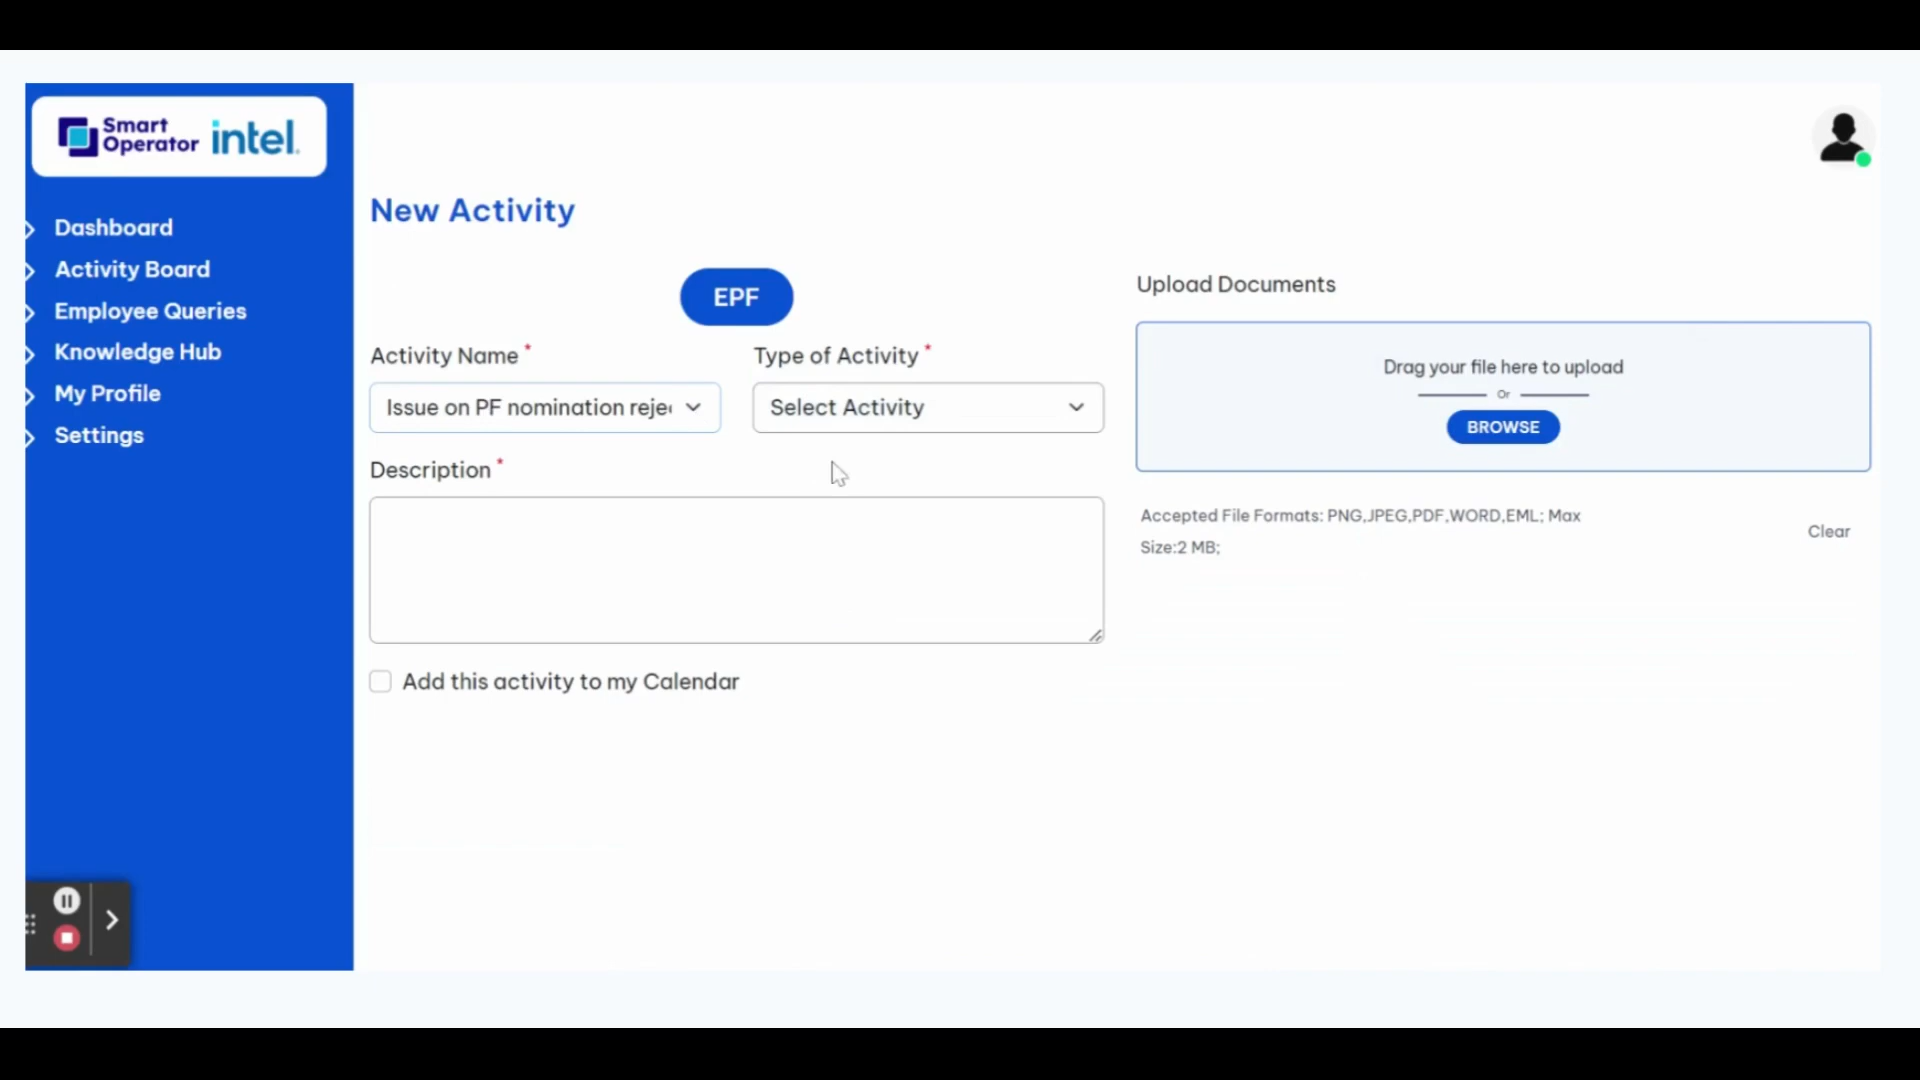 Smart
Operator
intel.
Dashboard
Activity Board
Employee Queries
Knowledge Hub
My Profile
Settings
New Activity
EPF
Activity Name *
Type of Activity *
Issue on PF nomination
Select Activity
Description *
Add this activity to my Calendar
Upload Documents
Drag your file here to upload
Or
BROWSE
Accepted File Formats: PNG,JPEG,PDF,WORD,EML; Max
Size:2 MB;
Clear